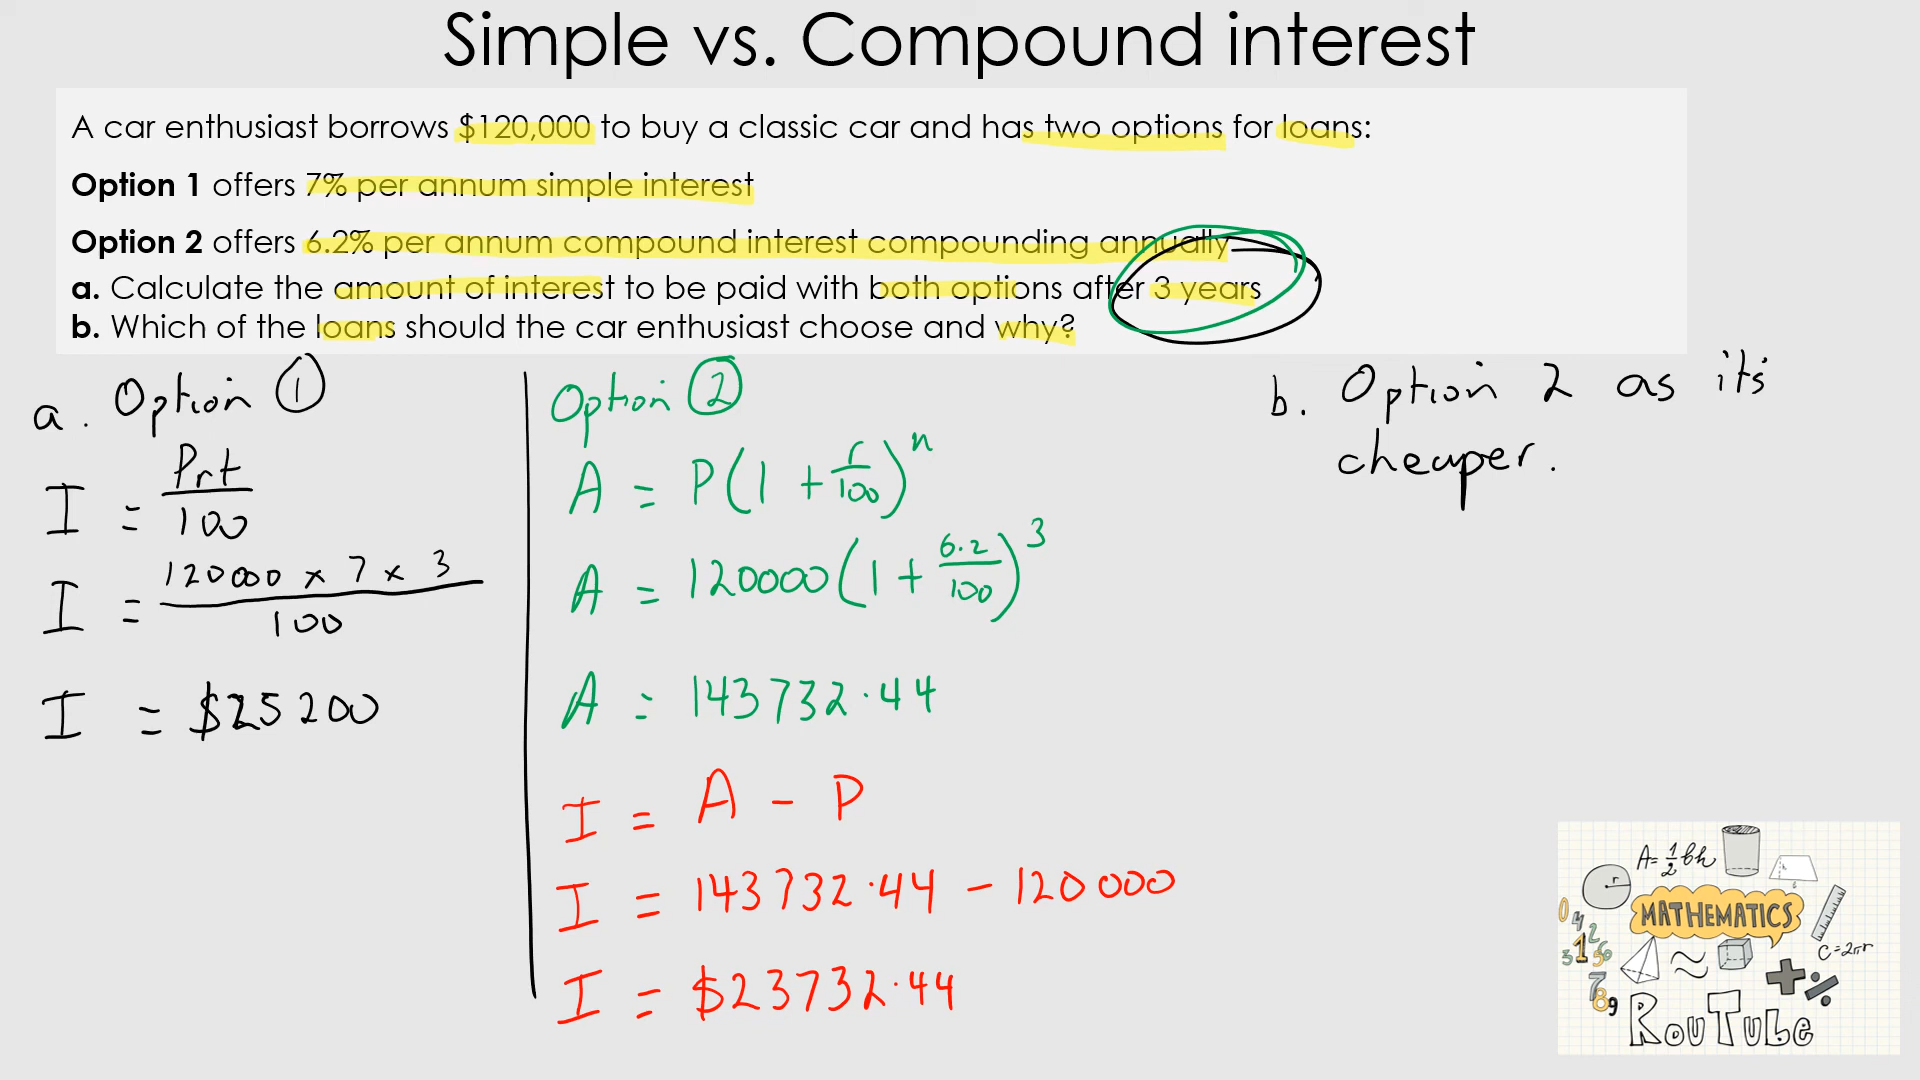 Simple vs. Compound interest
A car enthusiast borrows $120,000 to buy a classic car and has two options for loans:
Option 1 offers 7% per annum simple interest
Option 2 offers 6.2% per annum compound interest compounding annually
a. Calculate the amount of interest to be paid with both options after 3 years
b. Which of the loans should the car enthusiast choose and why?
a. Option 1
I = Prt/100
I = 120000 x 7 x 3/100
I = $25200
Option 2
A = P(1 + r/100)^n
A = 120000(1 + 6.2/100)^3
A = 143732.44
I = A - P
I = 143732.44 - 120000
I = $23732.44
b. Option 2 as its
cheaper.
A = 1/2 bh
r
MATHEMATICS
C = 2πr
ROUTUBE